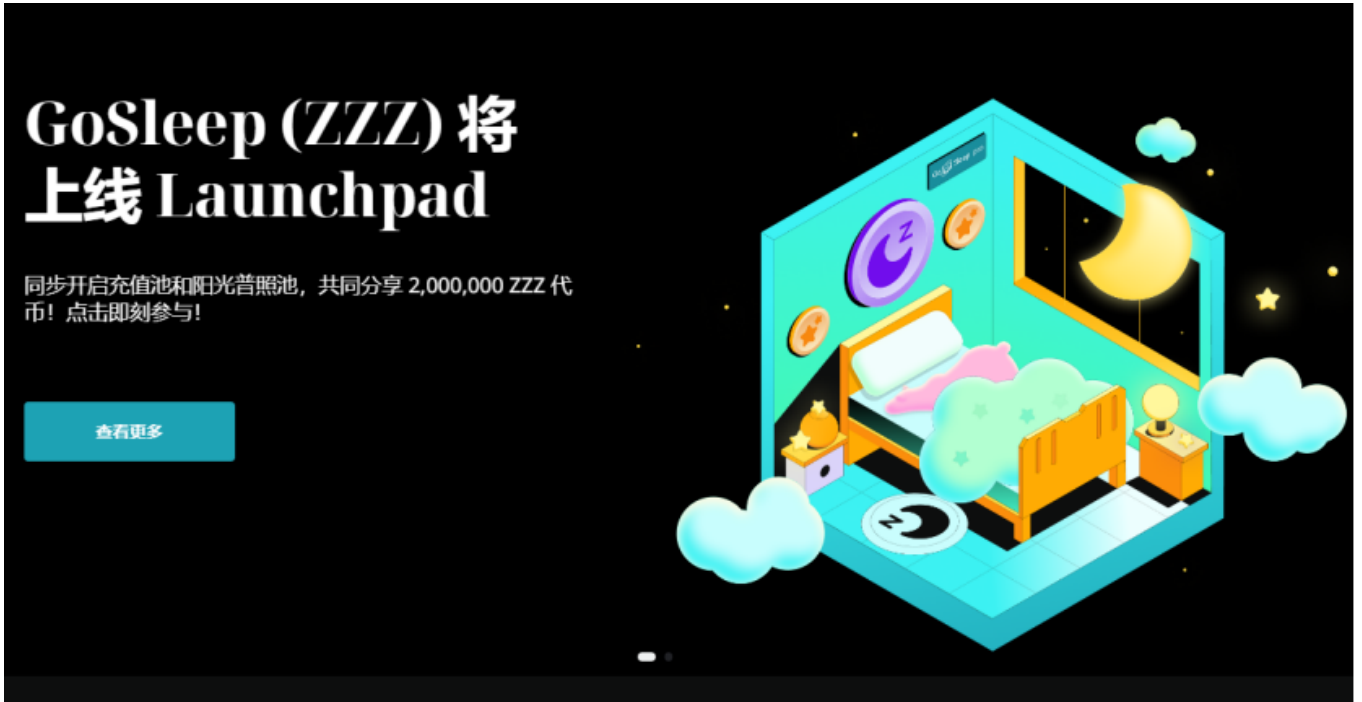 GoSleep (ZZZ) 将
上线 Launchpad
同步开启充值池和阳光普照池，共同分享 2,000,000 ZZZ 代
币！点击即刻参与！
查看更多
Z
Z